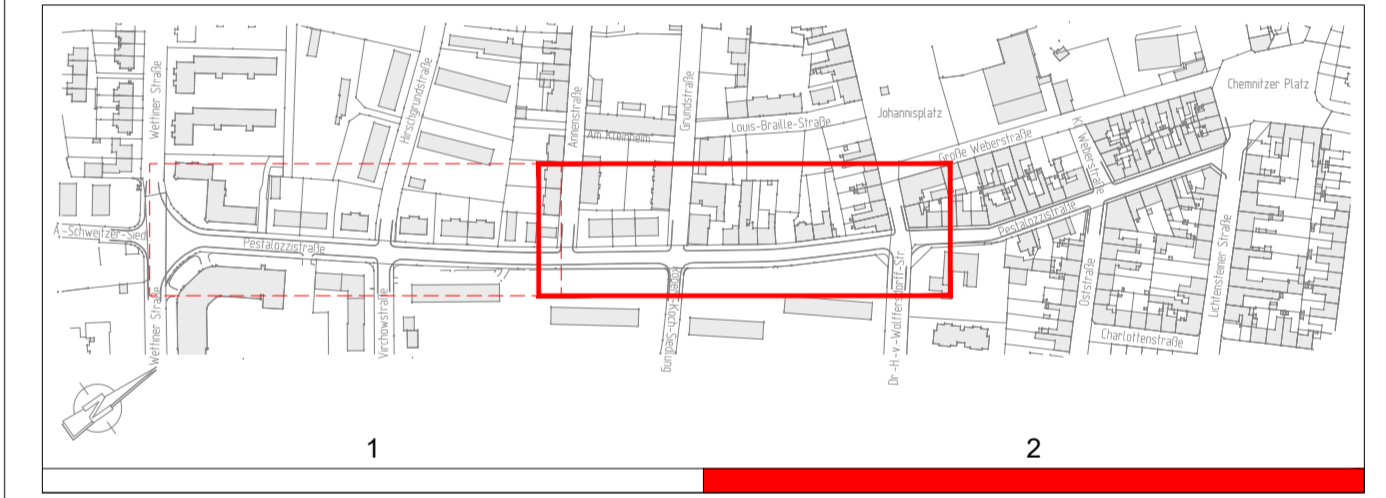 Wettiner Straße
Hirschgrundstraße
Annenstraße
Am Kleinheim
Grundstraße
Louis-Braille-Straße
Johannisplatz
Große Weberstraße
Kl. Weberstraße
Chemnitzer Platz
A.-Schweitzer-Sied
Pestalozzistraße
Pestalozzistraße
Wettiner Straße
Virchowstraße
Robert-Koch-Siedlung
Dr.-H.-v.-Wolffersdorff-Str
Oststraße
Lichtensteiner Straße
Charlottenstraße
N
1
2